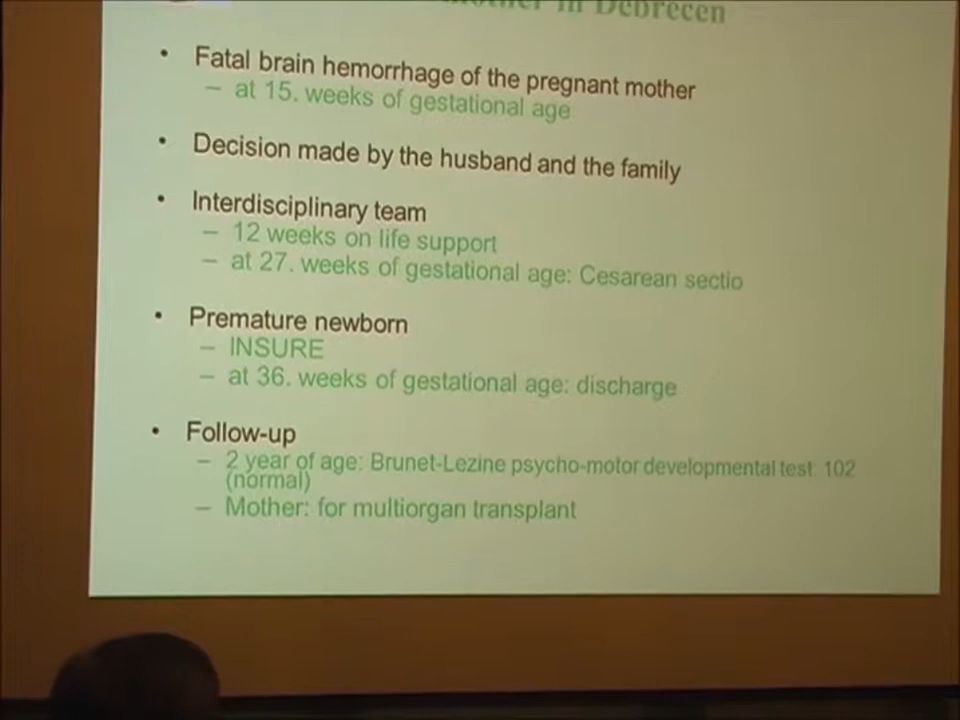 in Debrecen
• Fatal brain hemorrhage of the pregnant mother
– at 15. weeks of gestational age
• Decision made by the husband and the family
• Interdisciplinary team
– 12 weeks on life support
– at 27. weeks of gestational age: Cesarean sectio
• Premature newborn
– INSURE
– at 36. weeks of gestational age: discharge
• Follow-up
– 2 year of age: Brunet-Lezine psycho-motor developmental test: 102
(normal)
– Mother: for multiorgan transplant